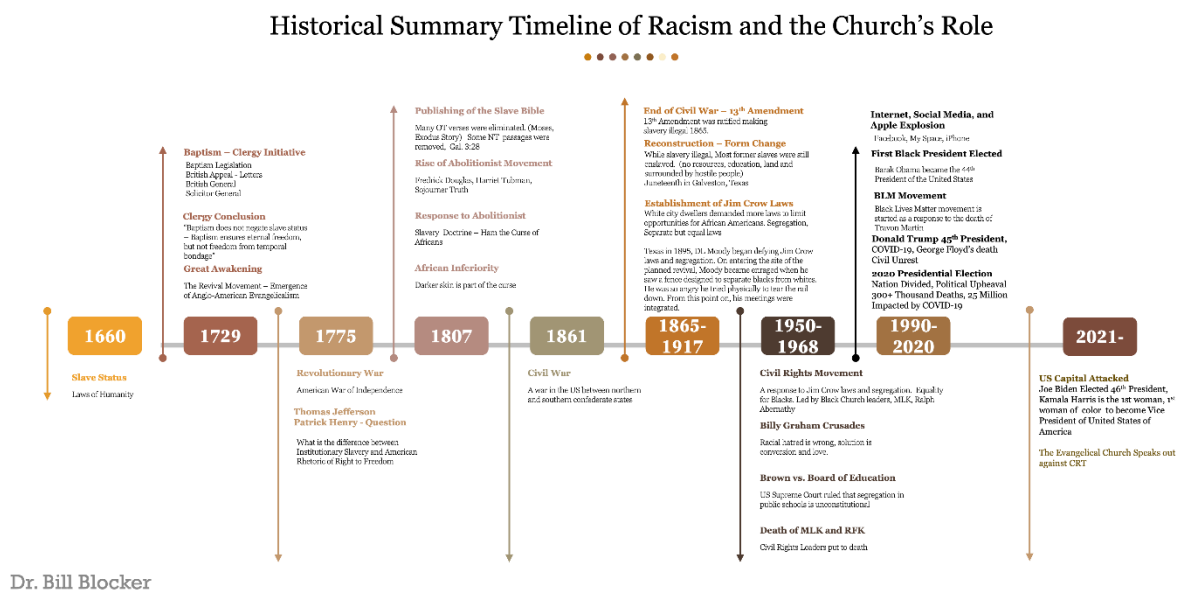 Historical Summary Timeline of Racism and the Church's Role
1660
Slave Status
Laws of Humanity
Baptism – Clergy Initiative
Baptism Legislation
British Appeal - Letters
British General
Solicitor General
Clergy Conclusion
"Baptism does not negate slave status
– Baptism ensures eternal freedom,
but not freedom from temporal
bondage"
Great Awakening
The Revival Movement – Emergence
of Anglo-American Evangelicalism
1729
1775
Revolutionary War
American War of Independence
Thomas Jefferson
Patrick Henry - Question
What is the difference between
Institutionary Slavery and American
Rhetoric of Right to Freedom
Publishing of the Slave Bible
Many OT verses were eliminated. (Moses,
Exodus Story) Some NT passages were
removed, Gal. 3:28
Rise of Abolitionist Movement
Fredrick Douglas, Harriet Tubman,
Sojourner Truth
Response to Abolitionist
Slavery Doctrine – Ham the Curse of
Africans
African Inferiority
Darker skin is part of the curse
1807
1861
Civil War
A war in the US between northern
and southern confederate states
End of Civil War – 13th Amendment
13th Amendment was ratified making
slavery illegal 1865.
Reconstruction – Form Change
While slavery illegal, Most former slaves were still
enslaved. (no resources, education, land and
surrounded by hostile people)
Juneteenth in Galveston, Texas
Establishment of Jim Crow Laws
White city dwellers demanded more laws to limit
opportunities for African Americans. Segregation,
Separate but equal laws
Texas in 1895, DL Moody began defying Jim Crow
laws and segregation. On entering the site of the
planned revival, Moody became enraged when he
saw a fence designed to separate blacks from whites.
He was so angry he tried physically to tear the rail
down. From this point on, his meetings were
integrated.
1865-
1917
1950-
1968
Civil Rights Movement
A response to Jim Crow laws and segregation. Equality
for Blacks. Led by Black Church leaders, MLK, Ralph
Abernathy
Billy Graham Crusades
Racial hatred is wrong, solution is
conversion and love.
Brown vs. Board of Education
US Supreme Court ruled that segregation in
public schools is unconstitutional
Death of MLK and RFK
Civil Rights Leaders put to death
Internet, Social Media, and
Apple Explosion
Facebook, My Space, iPhone
First Black President Elected
Barak Obama became the 44th
President of the United States
BLM Movement
Black Lives Matter movement is
started as a response to the death of
Travon Martin
Donald Trump 45th President,
COVID-19, George Floyd's death
Civil Unrest
2020 Presidential Election
Nation Divided, Political Upheaval
300+ Thousand Deaths, 25 Million
Impacted by COVID-19
1990-
2020
2021-
US Capital Attacked
Joe Biden Elected 46th President,
Kamala Harris is the 1st woman, 1st
woman of color to become Vice
President of United States of
America
The Evangelical Church Speaks out
against CRT
Dr. Bill Blocker